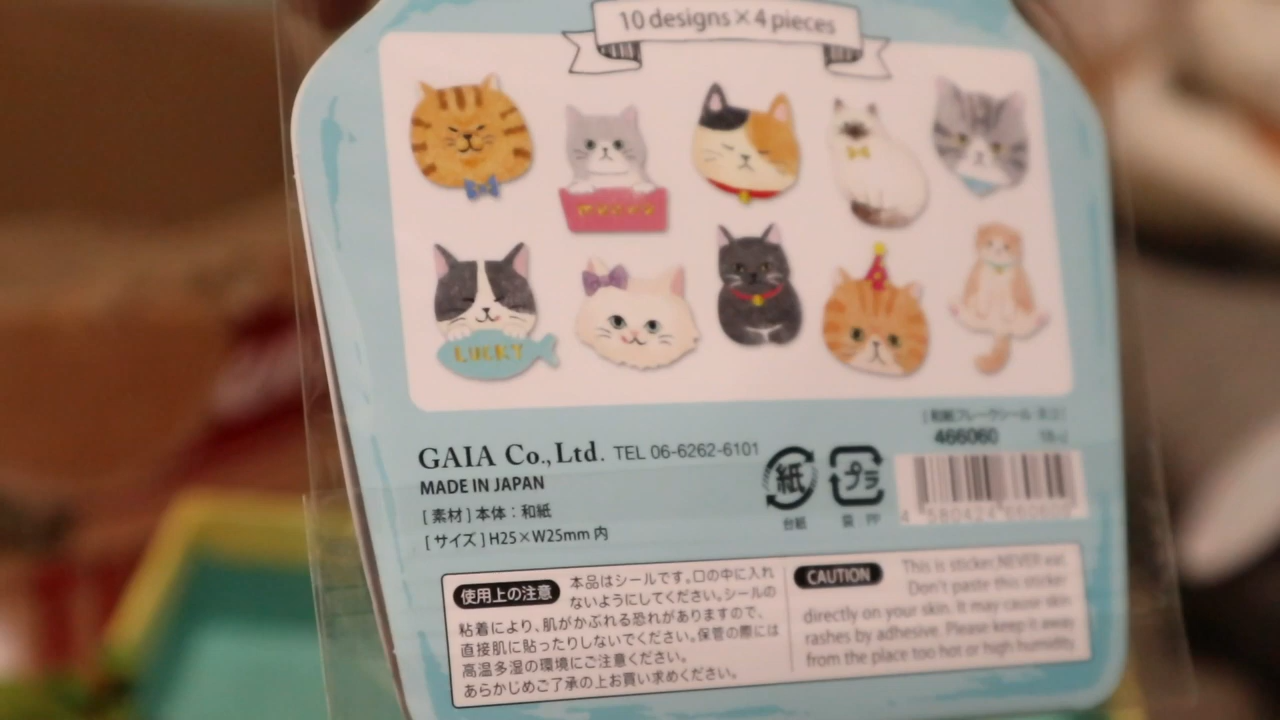 10 designs×4 pieces
LUCKY
[和紙フレークシール
466060
GAIA Co.,Ltd. TEL 06-6262-6101
MADE IN JAPAN
[素材]本体:和紙
[サイズ]H25×W25mm 内
紙
台紙
プラ
袋 PP
使用上の注意
本品はシールです。口の中に入れ
ないようにしてください。シールの
粘着により、肌がかぶれる恐れがありますので、
直接肌に貼ったりしないでください。保管の際には
高温多湿の環境にご注意ください。
あらかじめご了承の上お買い求めください。
CAUTION
This is sticker,NEVER eat.
Don't paste this sticker
directly on your skin. It may cause skin
rashes by adhesive. Please keep it away
from the place too hot or high humidity.